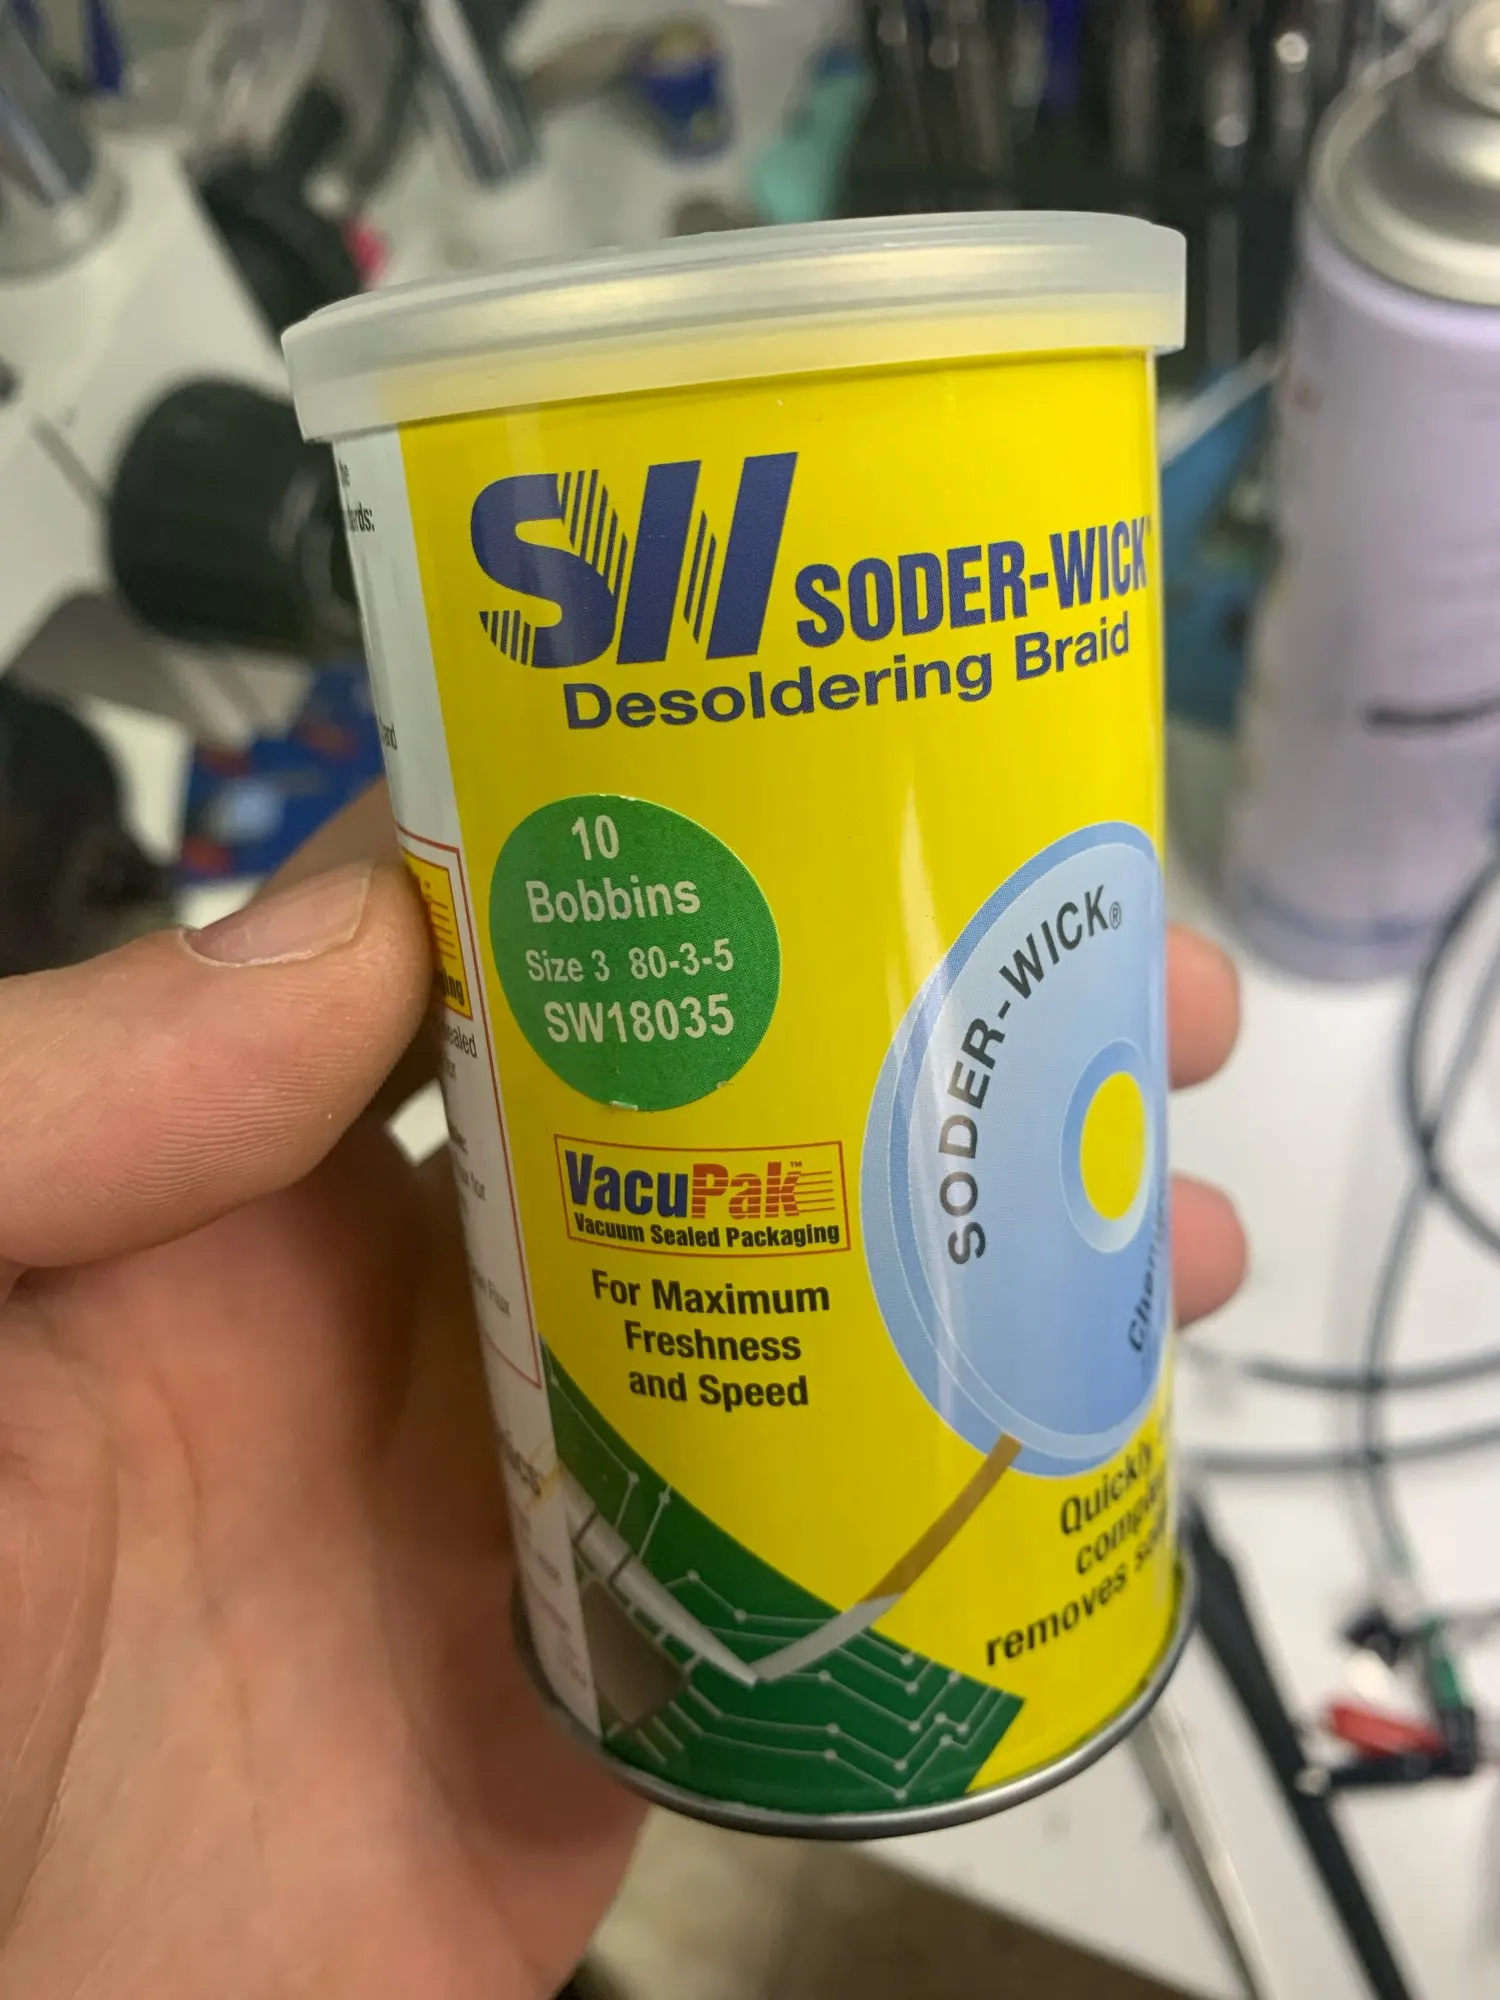 SW SODER-WICK
Desoldering Braid
10
Bobbins
Size 3 80-3-5
SW18035
VacuPak™
Vacuum Sealed Packaging
For Maximum
Freshness
and Speed
SODER-WICK®
Quickly
removes